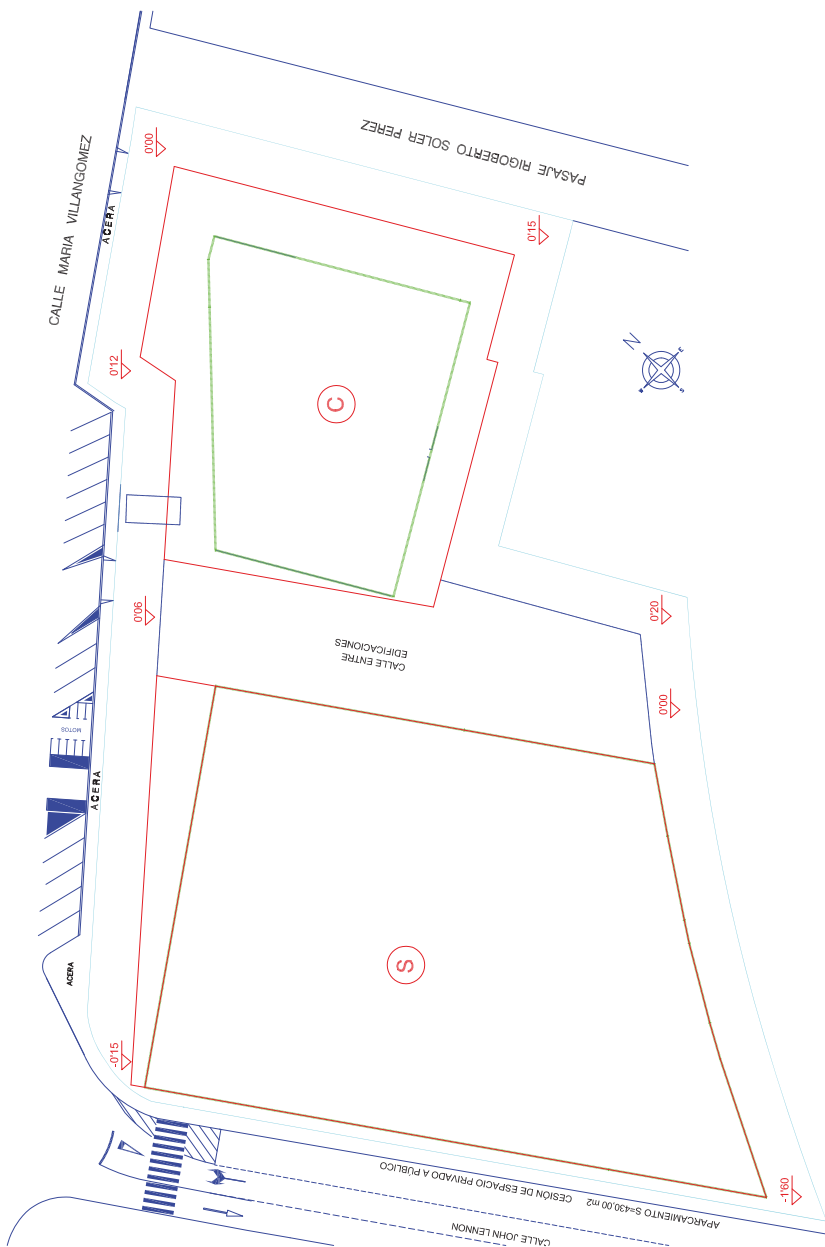 PASAJE RIGOBERTO SOLER PEREZ
CALLE MARIA VILLANGOMEZ
0'00
ACERA
0'15
0'12
N
E
S
C
0'06
0'20
CALLE ENTRE
EDIFICACIONES
0'00
MOTOS
ACERA
S
ACERA
-0'15
CESIÓN DE ESPACIO PRIVADO A PÚBLICO
APARCAMIENTO S=430,00 m2
-1'60
CALLE JOHN LENNON